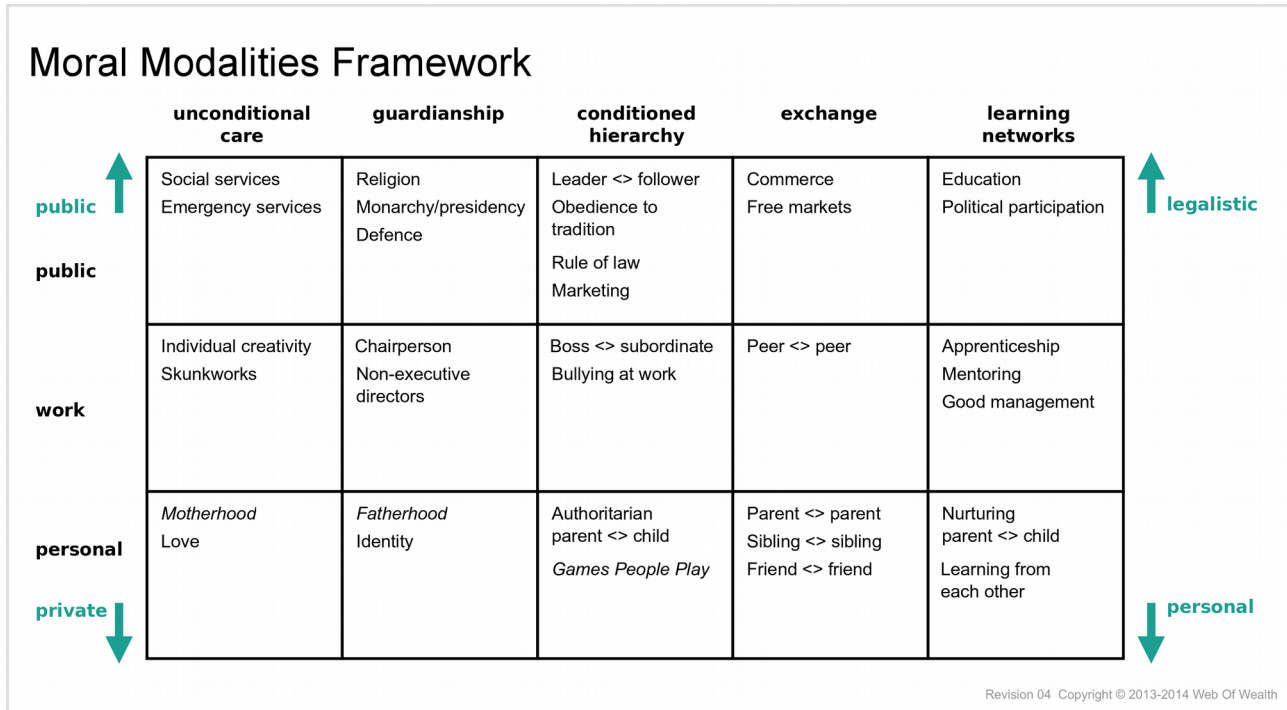 Moral Modalities Framework
unconditional
care
guardianship
conditioned
hierarchy
exchange
learning
networks
public
public
Social services
Emergency services
Religion
Monarchy/presidency
Defence
Leader <> follower
Obedience to
tradition
Rule of law
Marketing
Commerce
Free markets
Education
Political participation
legalistic
work
Individual creativity
Skunkworks
Chairperson
Non-executive
directors
Boss <> subordinate
Bullying at work
Peer <> peer
Apprenticeship
Mentoring
Good management
personal
private
Motherhood
Love
Fatherhood
Identity
Authoritarian
parent <> child
Games People Play
Parent <> parent
Sibling <> sibling
Friend <> friend
Nurturing
parent <> child
Learning from
each other
personal
Revision 04 Copyright © 2013-2014 Web Of Wealth